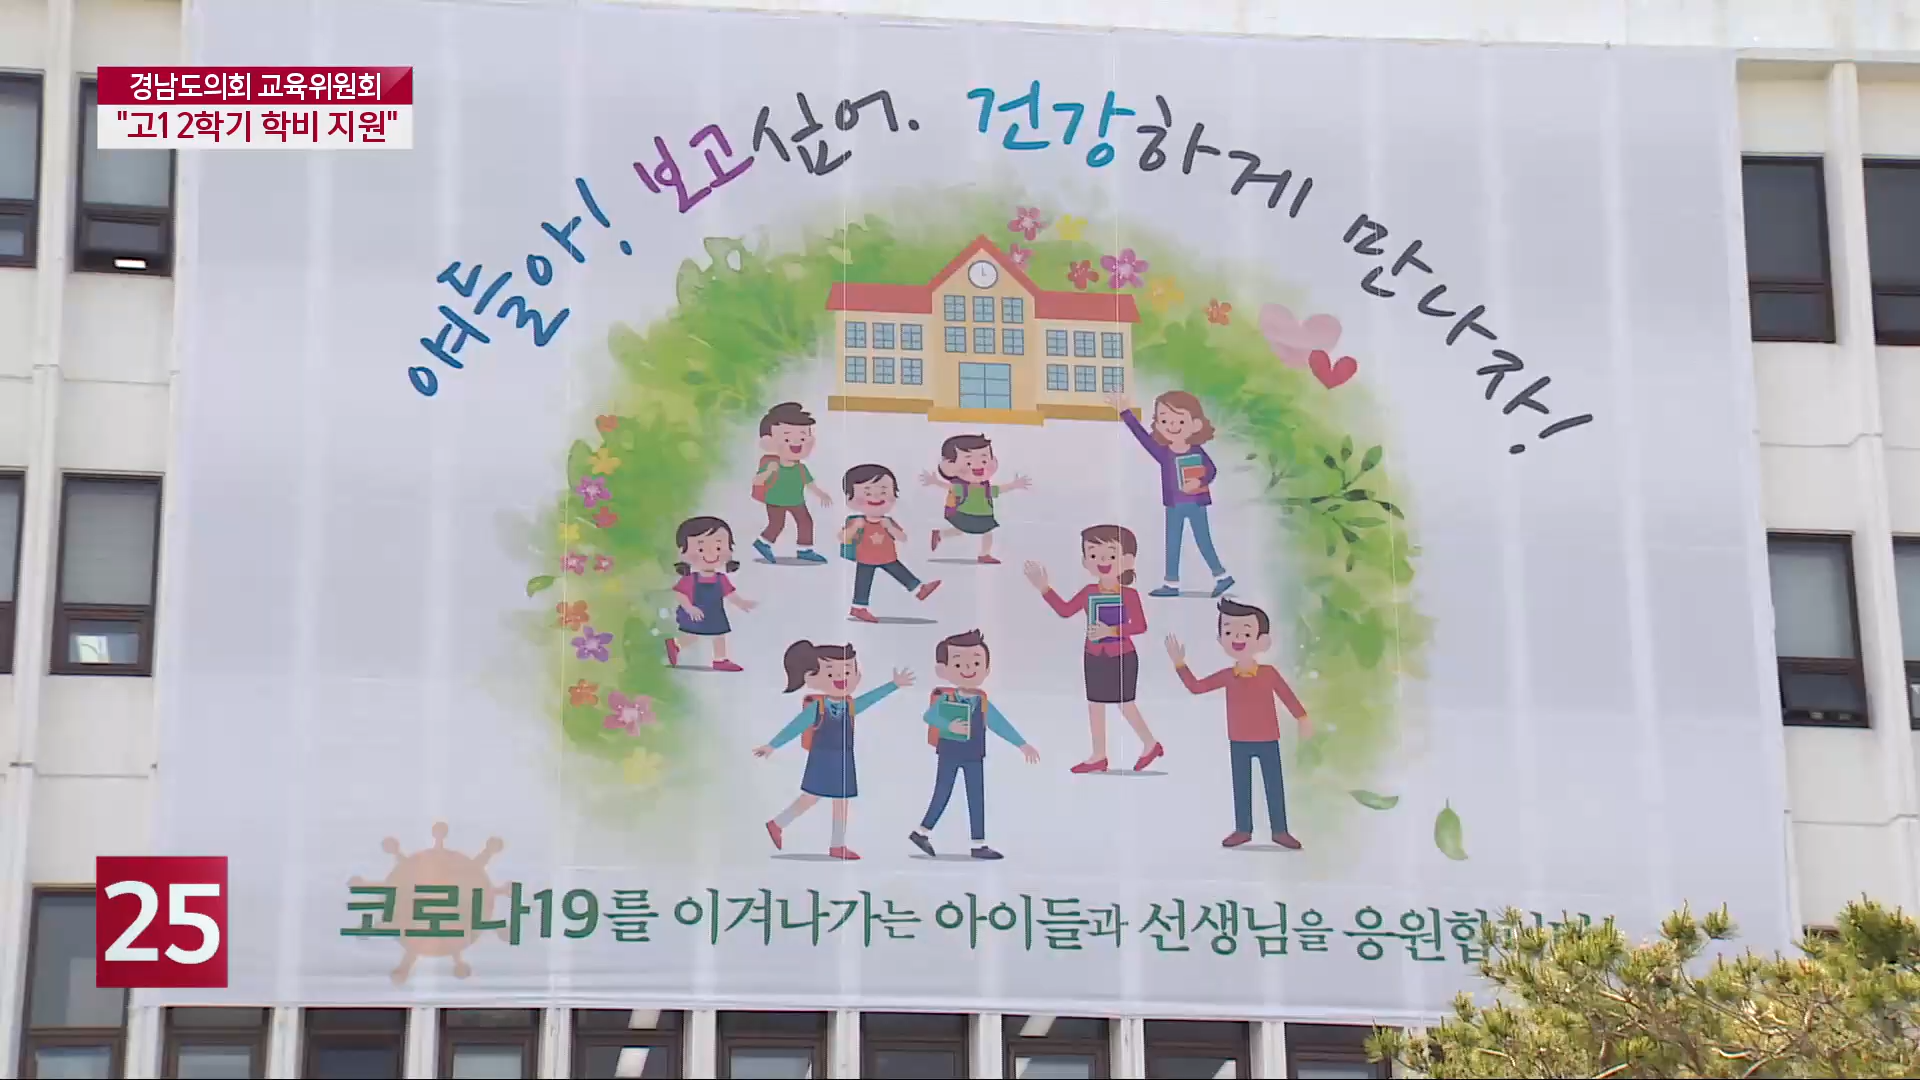 경남도의회 교육위원회
"고1 2학기 학비 지원"
얘들아! 보고싶어. 건강하게 만나자!
25
코로나19를 이겨나가는 아이들과 선생님을 응원합